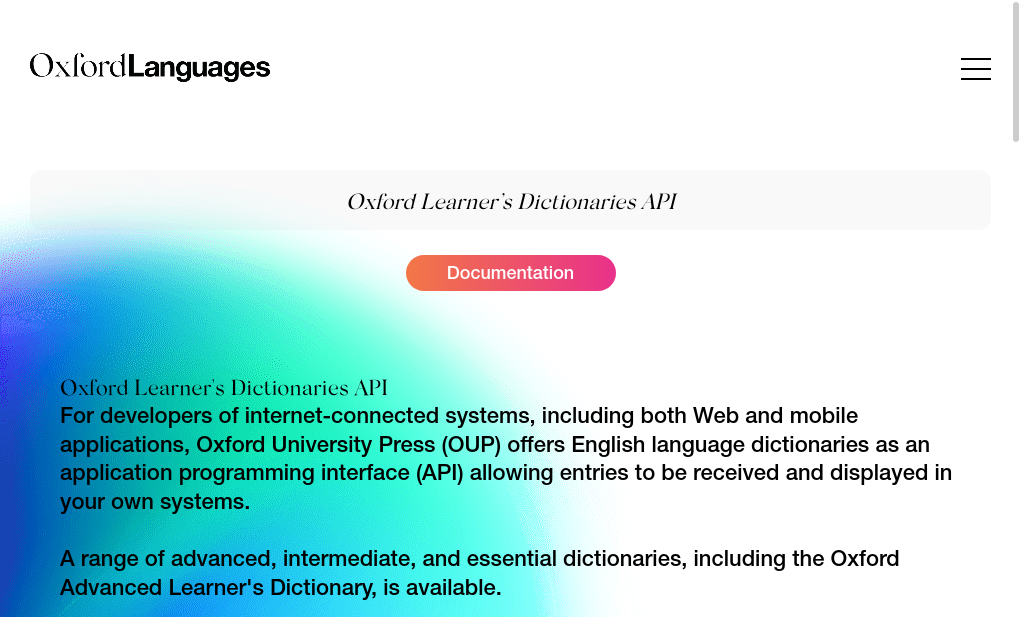 OxfordLanguages
Oxford Learner's Dictionaries API
Documentation
Oxford Learner's Dictionaries API
For developers of internet-connected systems, including both Web and mobile
applications, Oxford University Press (OUP) offers English language dictionaries as an
application programming interface (API) allowing entries to be received and displayed in
your own systems.
A range of advanced, intermediate, and essential dictionaries, including the Oxford
Advanced Learner's Dictionary, is available.